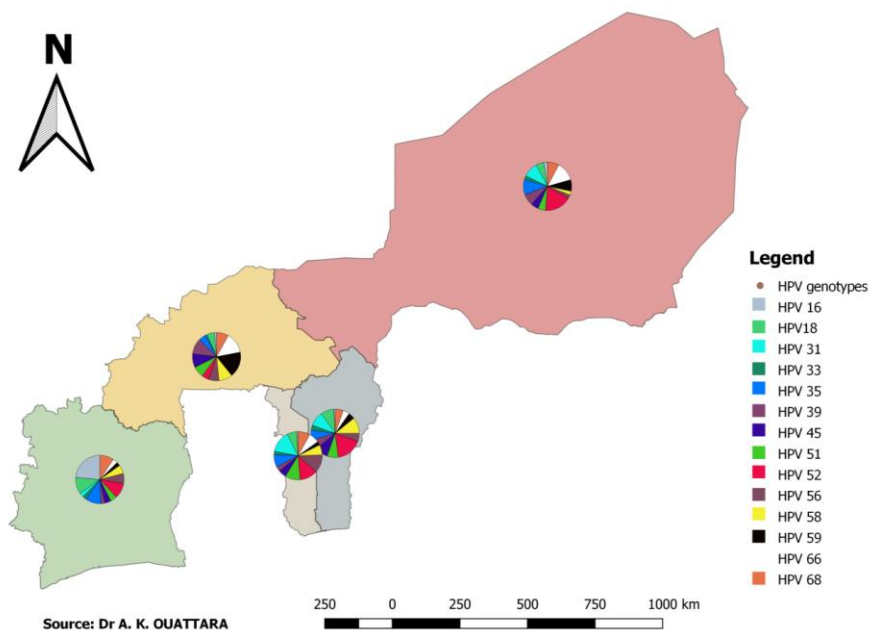 N
Legend
HPV genotypes
HPV 16
HPV18
HPV 31
HPV 33
HPV 35
HPV 39
HPV 45
HPV 51
HPV 52
HPV 56
HPV 58
HPV 59
HPV 66
HPV 68
250 0 250 500 750 1000 km
Source: Dr A. K. OUATTARA